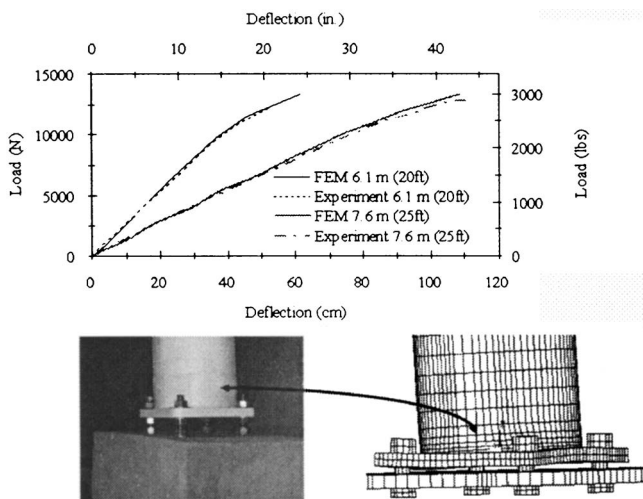 Deflection (in.)
0 10 20 30 40
15000
10000
5000
0
Load (N)
3000
2000
1000
0
Load (lbs)
FEM 6.1 m (20ft)
Experiment 6.1 m (20ft)
FEM 7.6 m (25ft)
Experiment 7.6 m (25ft)
0 20 40 60 80 100 120
Deflection (cm)